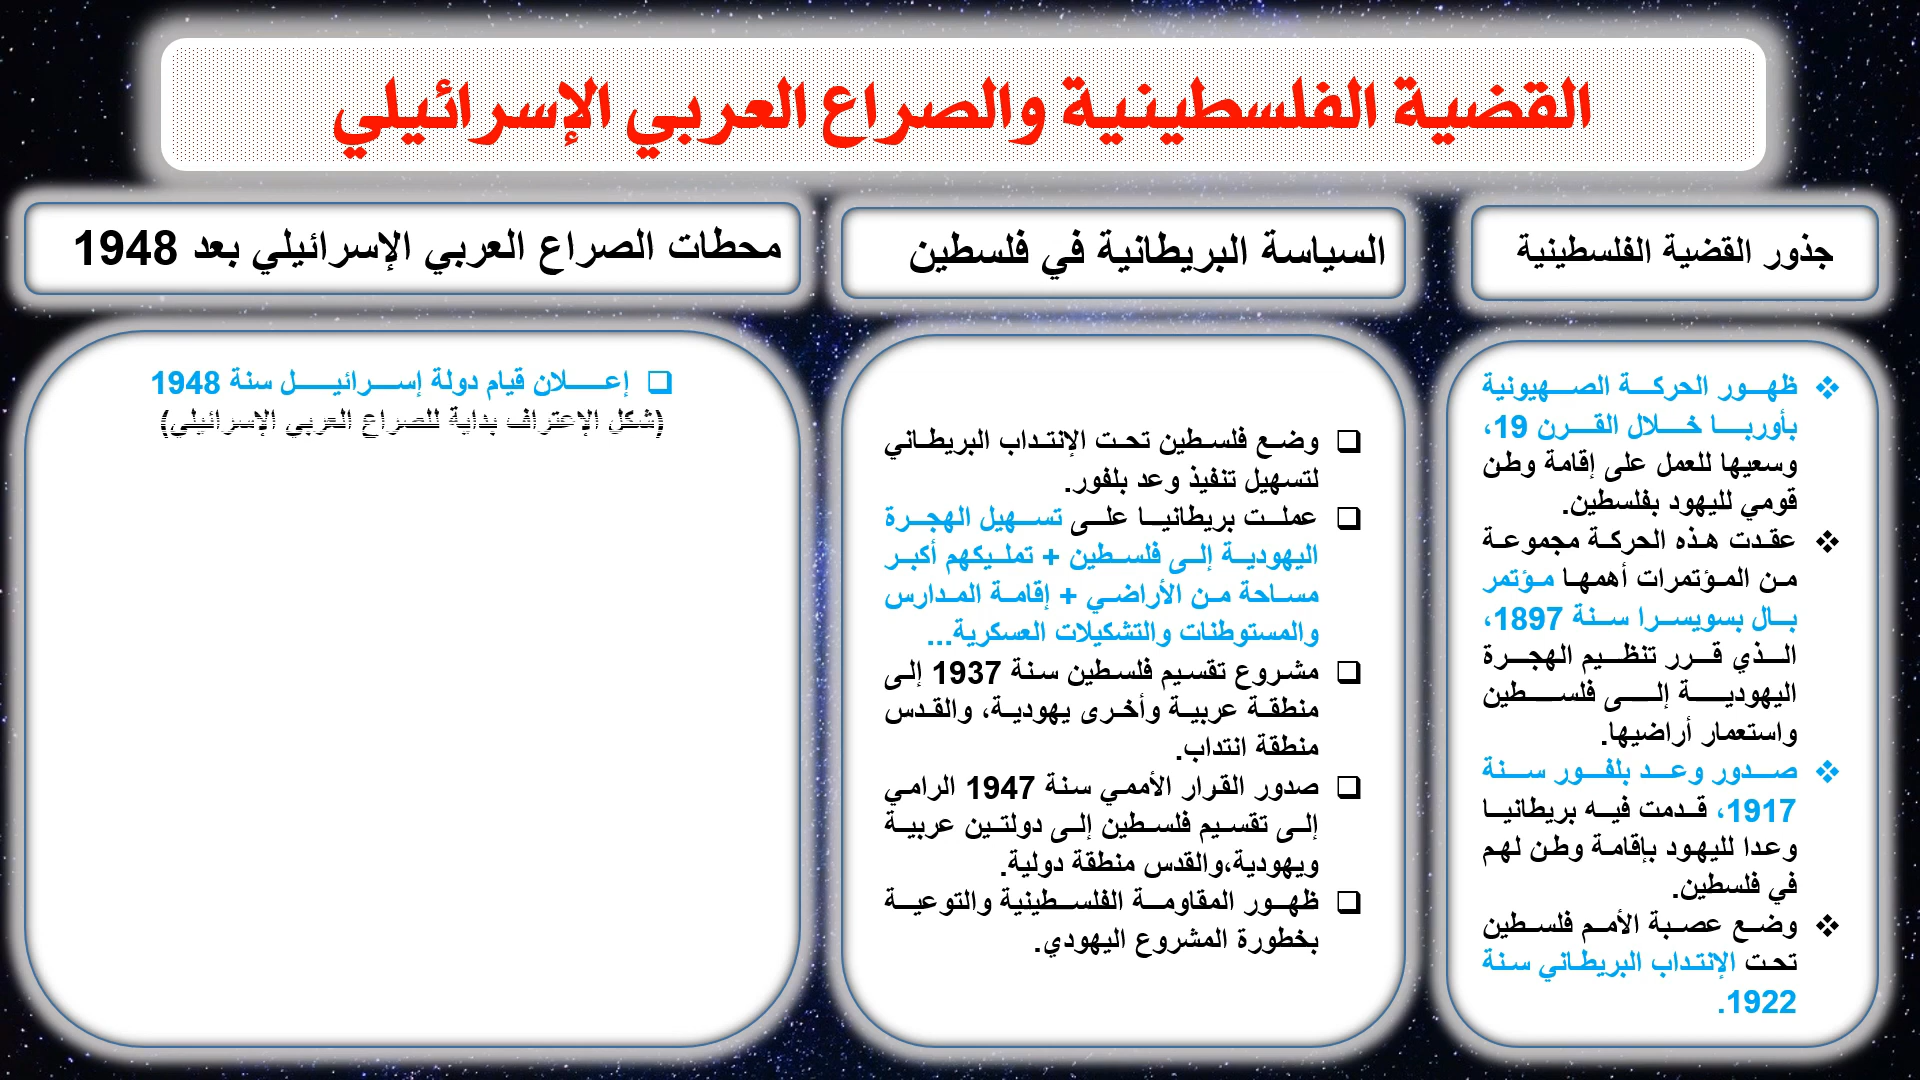 القضية الفلسطينية والصراع العربي الإسرائيلي
جذور القضية الفلسطينية
ظهور الحركة الصهيونية
بأوربا خلال القرن 19،
وسعيها للعمل على إقامة وطن
قومي لليهود بفلسطين.
عقدت هذه الحركة مجموعة
من المؤتمرات أهمها مؤتمر
بال بسويسرا سنة 1897،
الذي قرر تنظيم الهجرة
اليهودية إلى فلسطين
واستعمار أراضيها.
صدور وعد بلفور سنة
1917، قدمت فيه بريطانيا
وعدا لليهود بإقامة وطن لهم
في فلسطين.
وضع عصبة الأمم فلسطين
تحت الإنتداب البريطاني سنة
1922.
السياسة البريطانية في فلسطين
وضع فلسطين تحت الإنتداب البريطاني
لتسهيل تنفيذ وعد بلفور.
عملت بريطانيا على تسهيل الهجرة
اليهودية إلى فلسطين + تمليكهم أكبر
مساحة من الأراضي + إقامة المدارس
والمستوطنات والتشكيلات العسكرية...
مشروع تقسيم فلسطين سنة 1937 إلى
منطقة عربية وأخرى يهودية، والقدس
منطقة انتداب.
صدور القرار الأممي سنة 1947 الرامي
إلى تقسيم فلسطين إلى دولتين عربية
ويهودية،والقدس منطقة دولية.
ظهور المقاومة الفلسطينية والتوعية
بخطورة المشروع اليهودي.
محطات الصراع العربي الإسرائيلي بعد 1948
إعلان قيام دولة إسرائيل سنة 1948
(شكل الإعتراف بداية للصراع العربي الإسرائيلي)